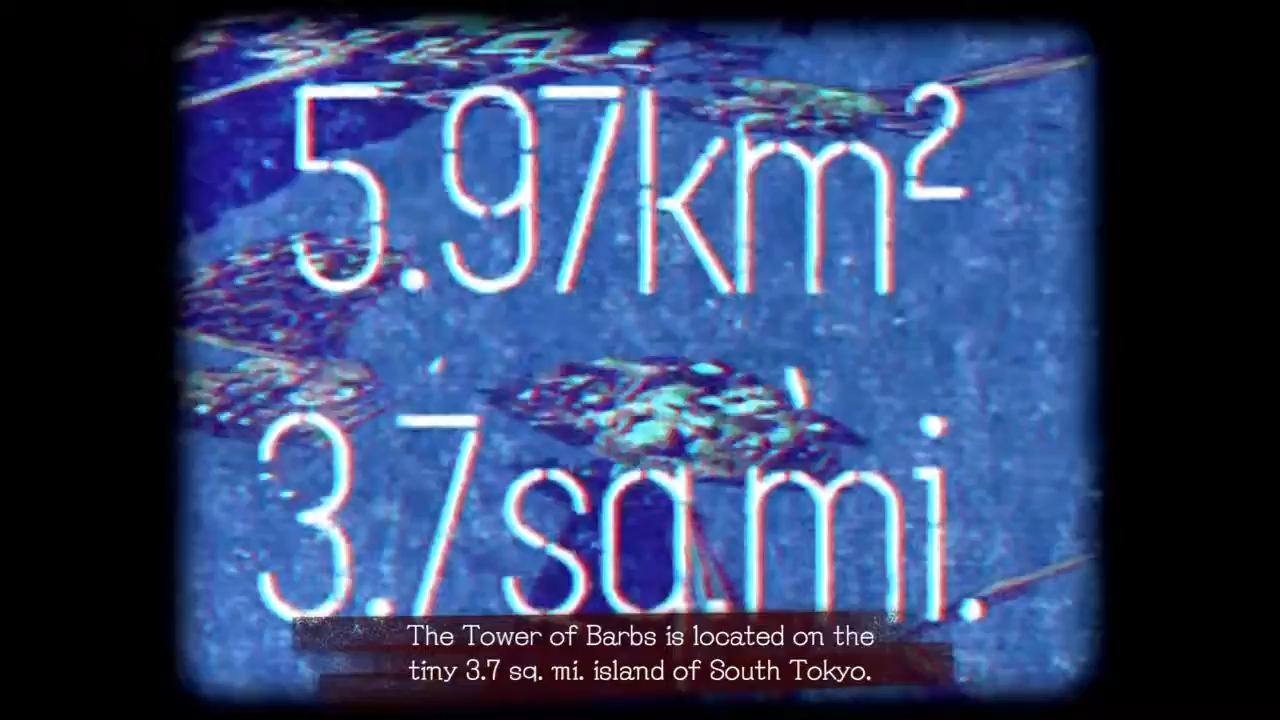 5.97km²
3.7sq.mi.
The Tower of Barbs is located on the
tiny 3.7 sq. mi. island of South Tokyo.